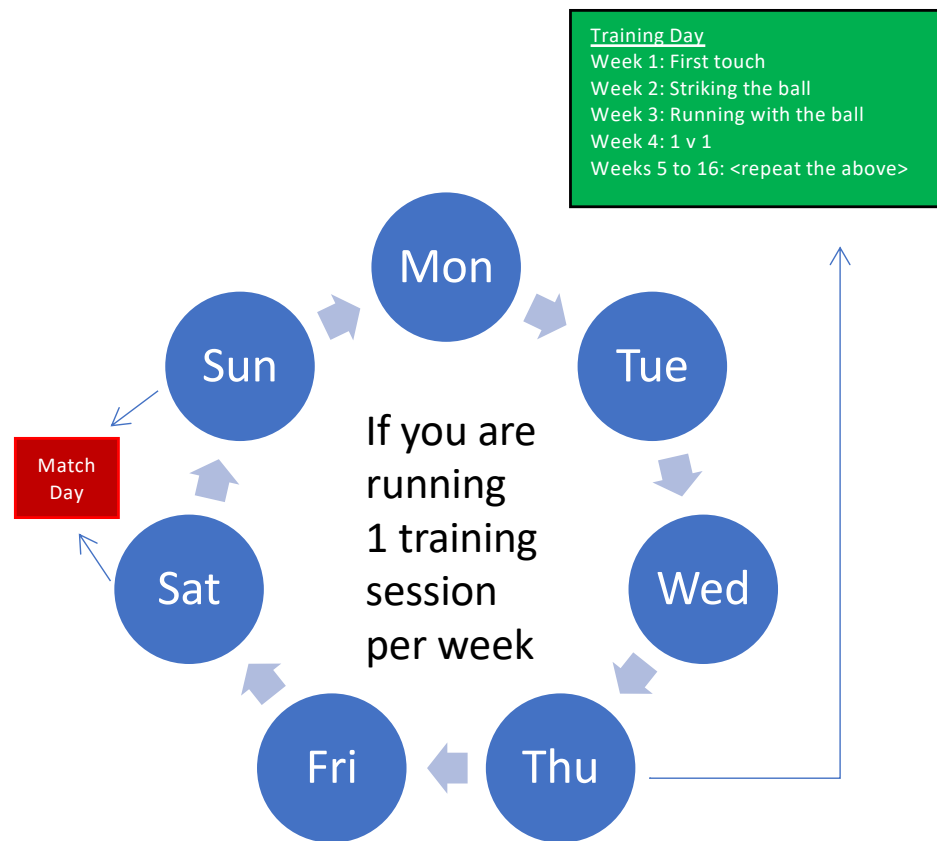 Training Day
Week 1: First touch
Week 2: Striking the ball
Week 3: Running with the ball
Week 4: 1 v 1
Weeks 5 to 16: <repeat the above>
Mon
Tue
Wed
Thu
Fri
Sat
Sun
Match
Day
If you are
running
1 training
session
per week